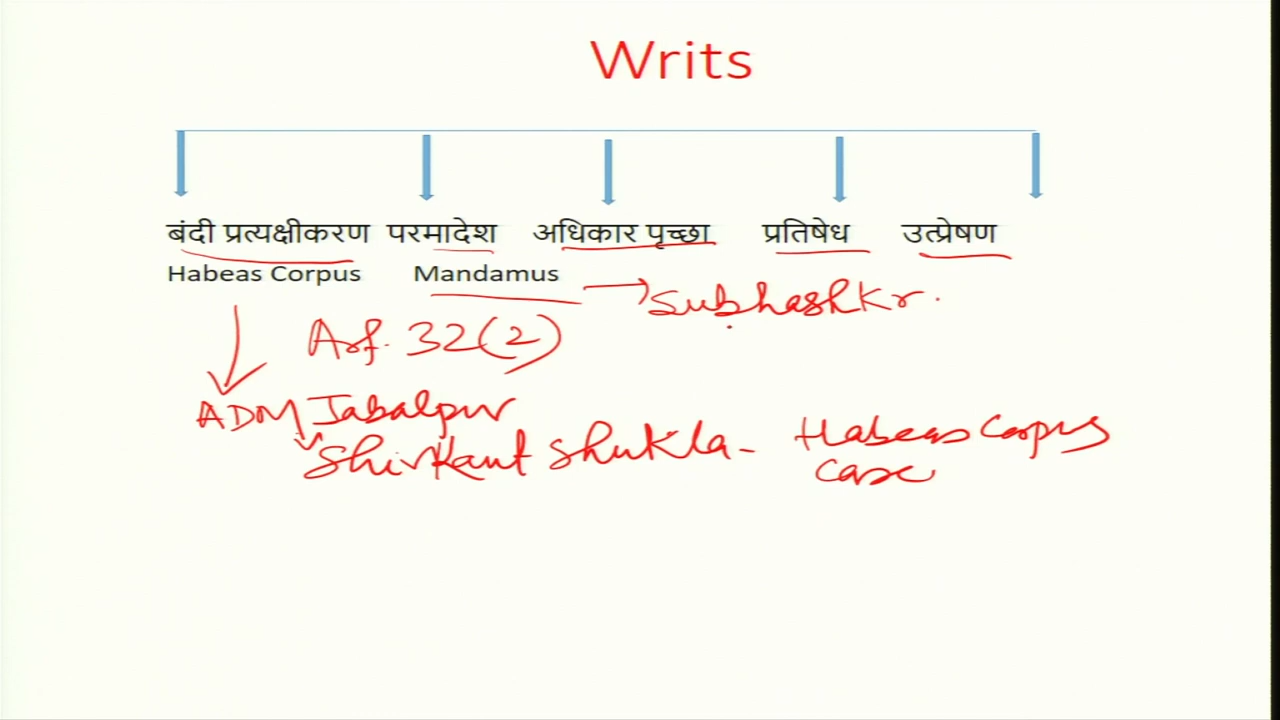 Writs
बंदी प्रत्यक्षीकरण परमादेश अधिकार पृच्छा प्रतिषेध उत्प्रेषण
Habeas Corpus Mandamus
Subhash Kr.
Art. 32(2)
ADM Jabalpur
v Shivkant Shukla - Habeas Corpus
Case